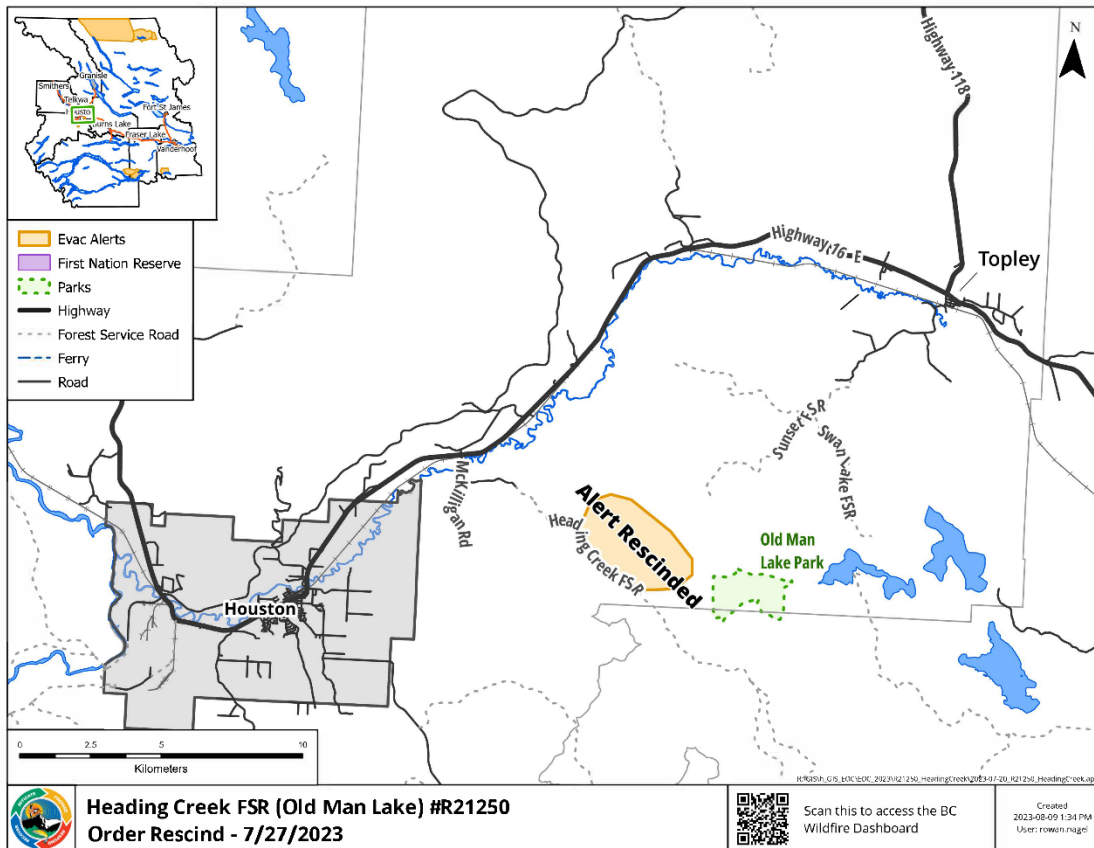 Granisle
Smithers
Telkwa
usto
urns Lake
Fort St James
Fraser Lake
Vanderhoof
N
Highway 118
Evac Alerts
First Nation Reserve
Parks
Highway
Forest Service Road
Ferry
Road
Highway 16 E
Topley
McKilligan Rd
Sunset FSR
Swan Lake FSR
Heading Creek FSR
Alert Rescinded
Old Man
Lake Park
Houston
0 2.5 5 10
Kilometers
Heading Creek FSR (Old Man Lake) #R21250
Order Rescind - 7/27/2023
Scan this to access the BC
Wildfire Dashboard
Created
2023-08-09 1:34 PM
User: rowan.nagel